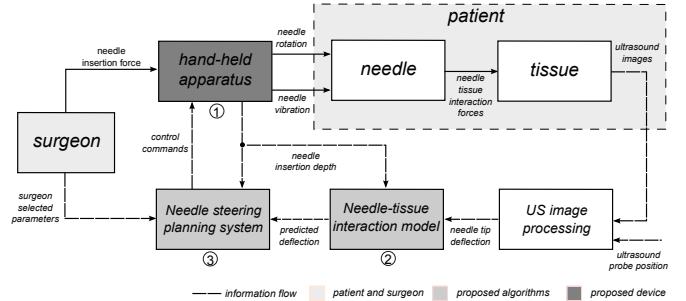 patient
needle
rotation
ultrasound
images
needle
insertion force
hand-held
apparatus
needle
tissue
needle
tissue
interaction
forces
needle
vibration
1
surgeon
control
commands
needle
insertion depth
surgeon
selected
parameters
Needle steering
planning system
predicted
deflection
Needle-tissue
interaction model
needle tip
deflection
US image
processing
ultrasound
probe position
3
2
information flow
patient and surgeon
proposed algorithms
proposed device